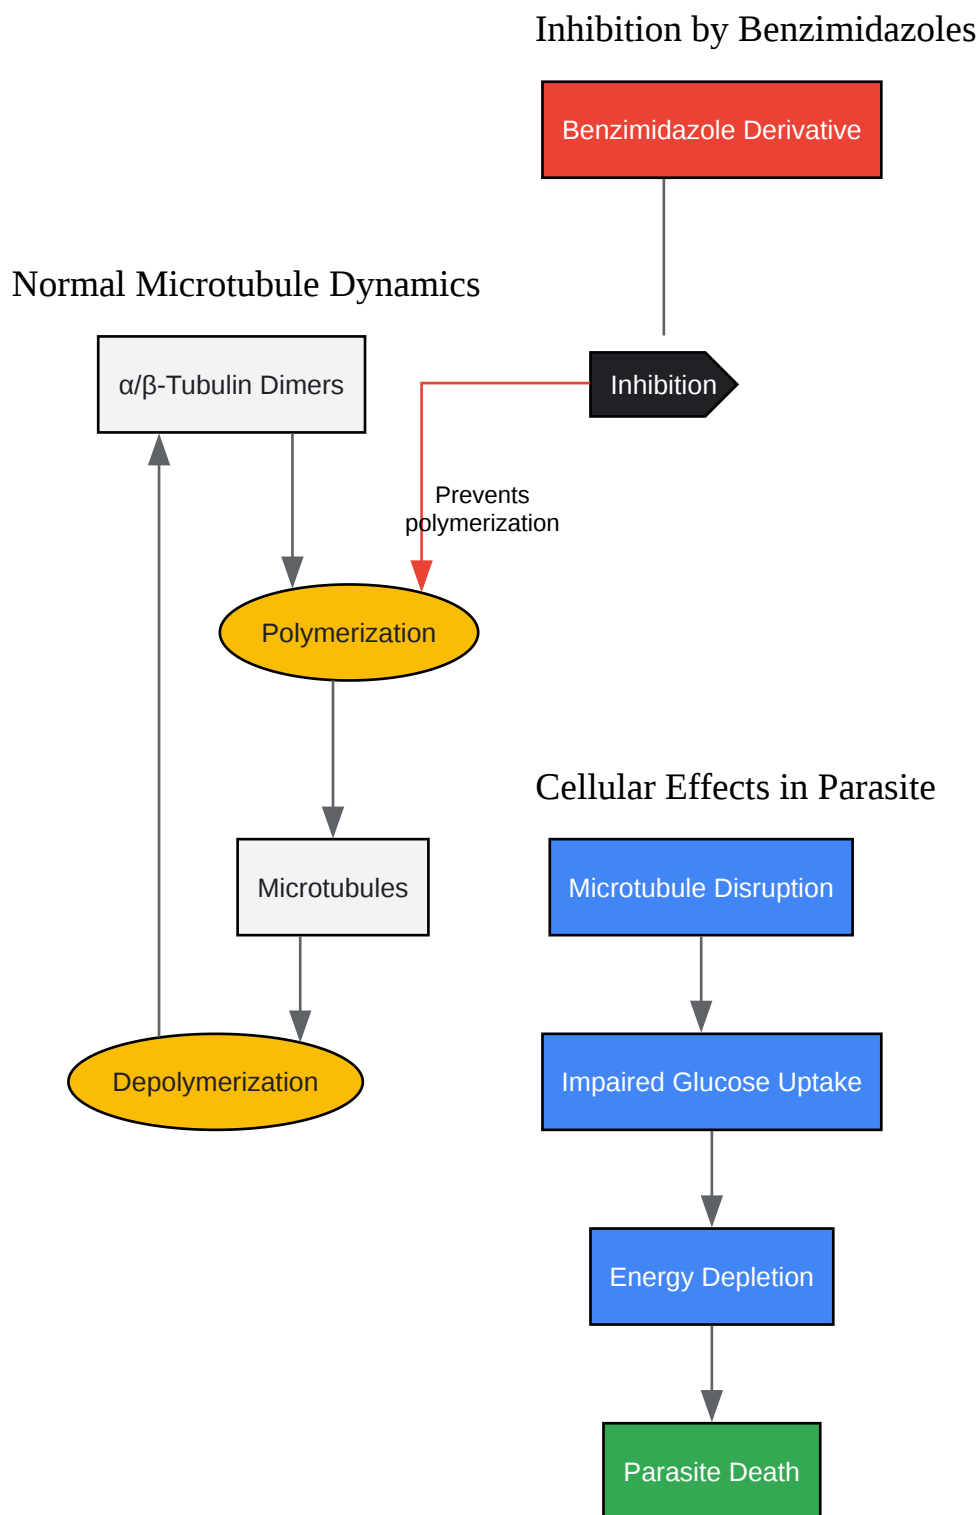 Inhibition by Benzimidazoles
Benzimidazole Derivative
Normal Microtubule Dynamics
α/β-Tubulin Dimers
Inhibition
Prevents
polymerization
Polymerization
Cellular Effects in Parasite
Microtubules
Microtubule Disruption
Depolymerization
Impaired Glucose Uptake
Energy Depletion
Parasite Death